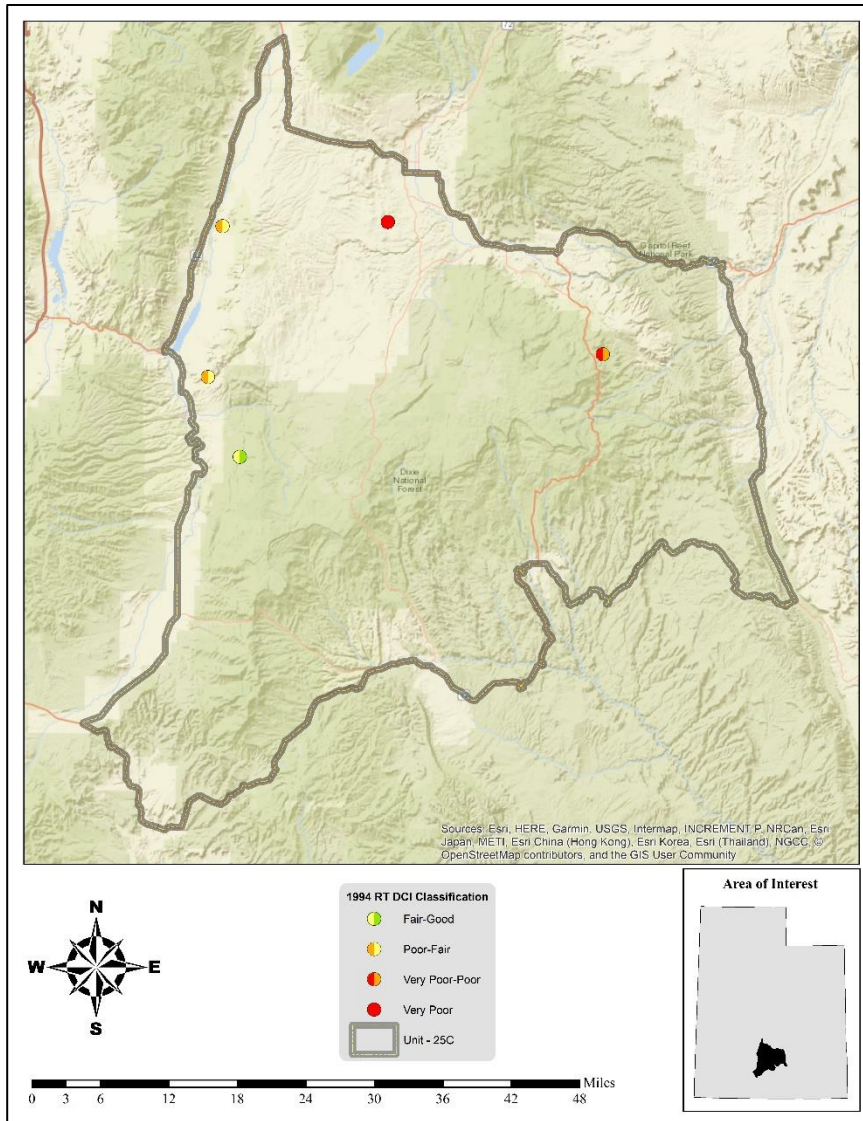 72
Capitol Reef
National Park
Dixie
National
Forest
Sources: Esri, HERE, Garmin, USGS, Intermap, INCREMENT P, NRCan, Esri
Japan, METI, Esri China (Hong Kong), Esri Korea, Esri (Thailand), NGCC, ©
OpenStreetMap contributors, and the GIS User Community
N
W E
S
1994 RT DCI Classification
Fair-Good
Poor-Fair
Very Poor-Poor
Very Poor
Unit - 25C
Area of Interest
Miles
0 3 6 12 18 24 30 36 42 48